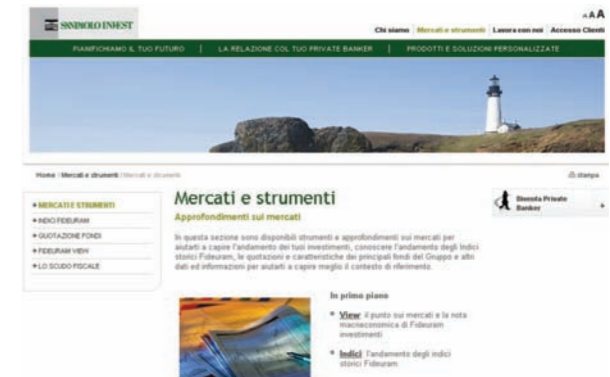 A A A
SANPAOLO INVEST
Chi siamo Mercati e strumenti Lavora con noi Accesso Clienti
PIANIFICHIAMO IL TUO FUTURO | LA RELAZIONE COL TUO PRIVATE BANKER | PRODOTTI E SOLUZIONI PERSONALIZZATE
Home / Mercati e strumenti / Mercati e strumenti
stampa
MERCATI E STRUMENTI
INDICI FIDEURAM
QUOTAZIONE FONDI
FIDEURAM VIEW
LO SCUDO FISCALE
Mercati e strumenti
Approfondimenti sui mercati
In questa sezione sono disponibili strumenti e approfondimenti sui mercati per
aiutarti a capire l'andamento dei tuoi investimenti, conoscere l'andamento degli Indici
storici Fideuram, le quotazioni e caratteristiche dei principali fondi del Gruppo e altri
dati ed informazioni per aiutarti a capire meglio il contesto di riferimento.
Diventa Private
Banker
In primo piano
View: il punto sui mercati e la nota
macroeconomica di Fideuram
investimenti
Indici: l'andamento degli indici
storici Fideuram